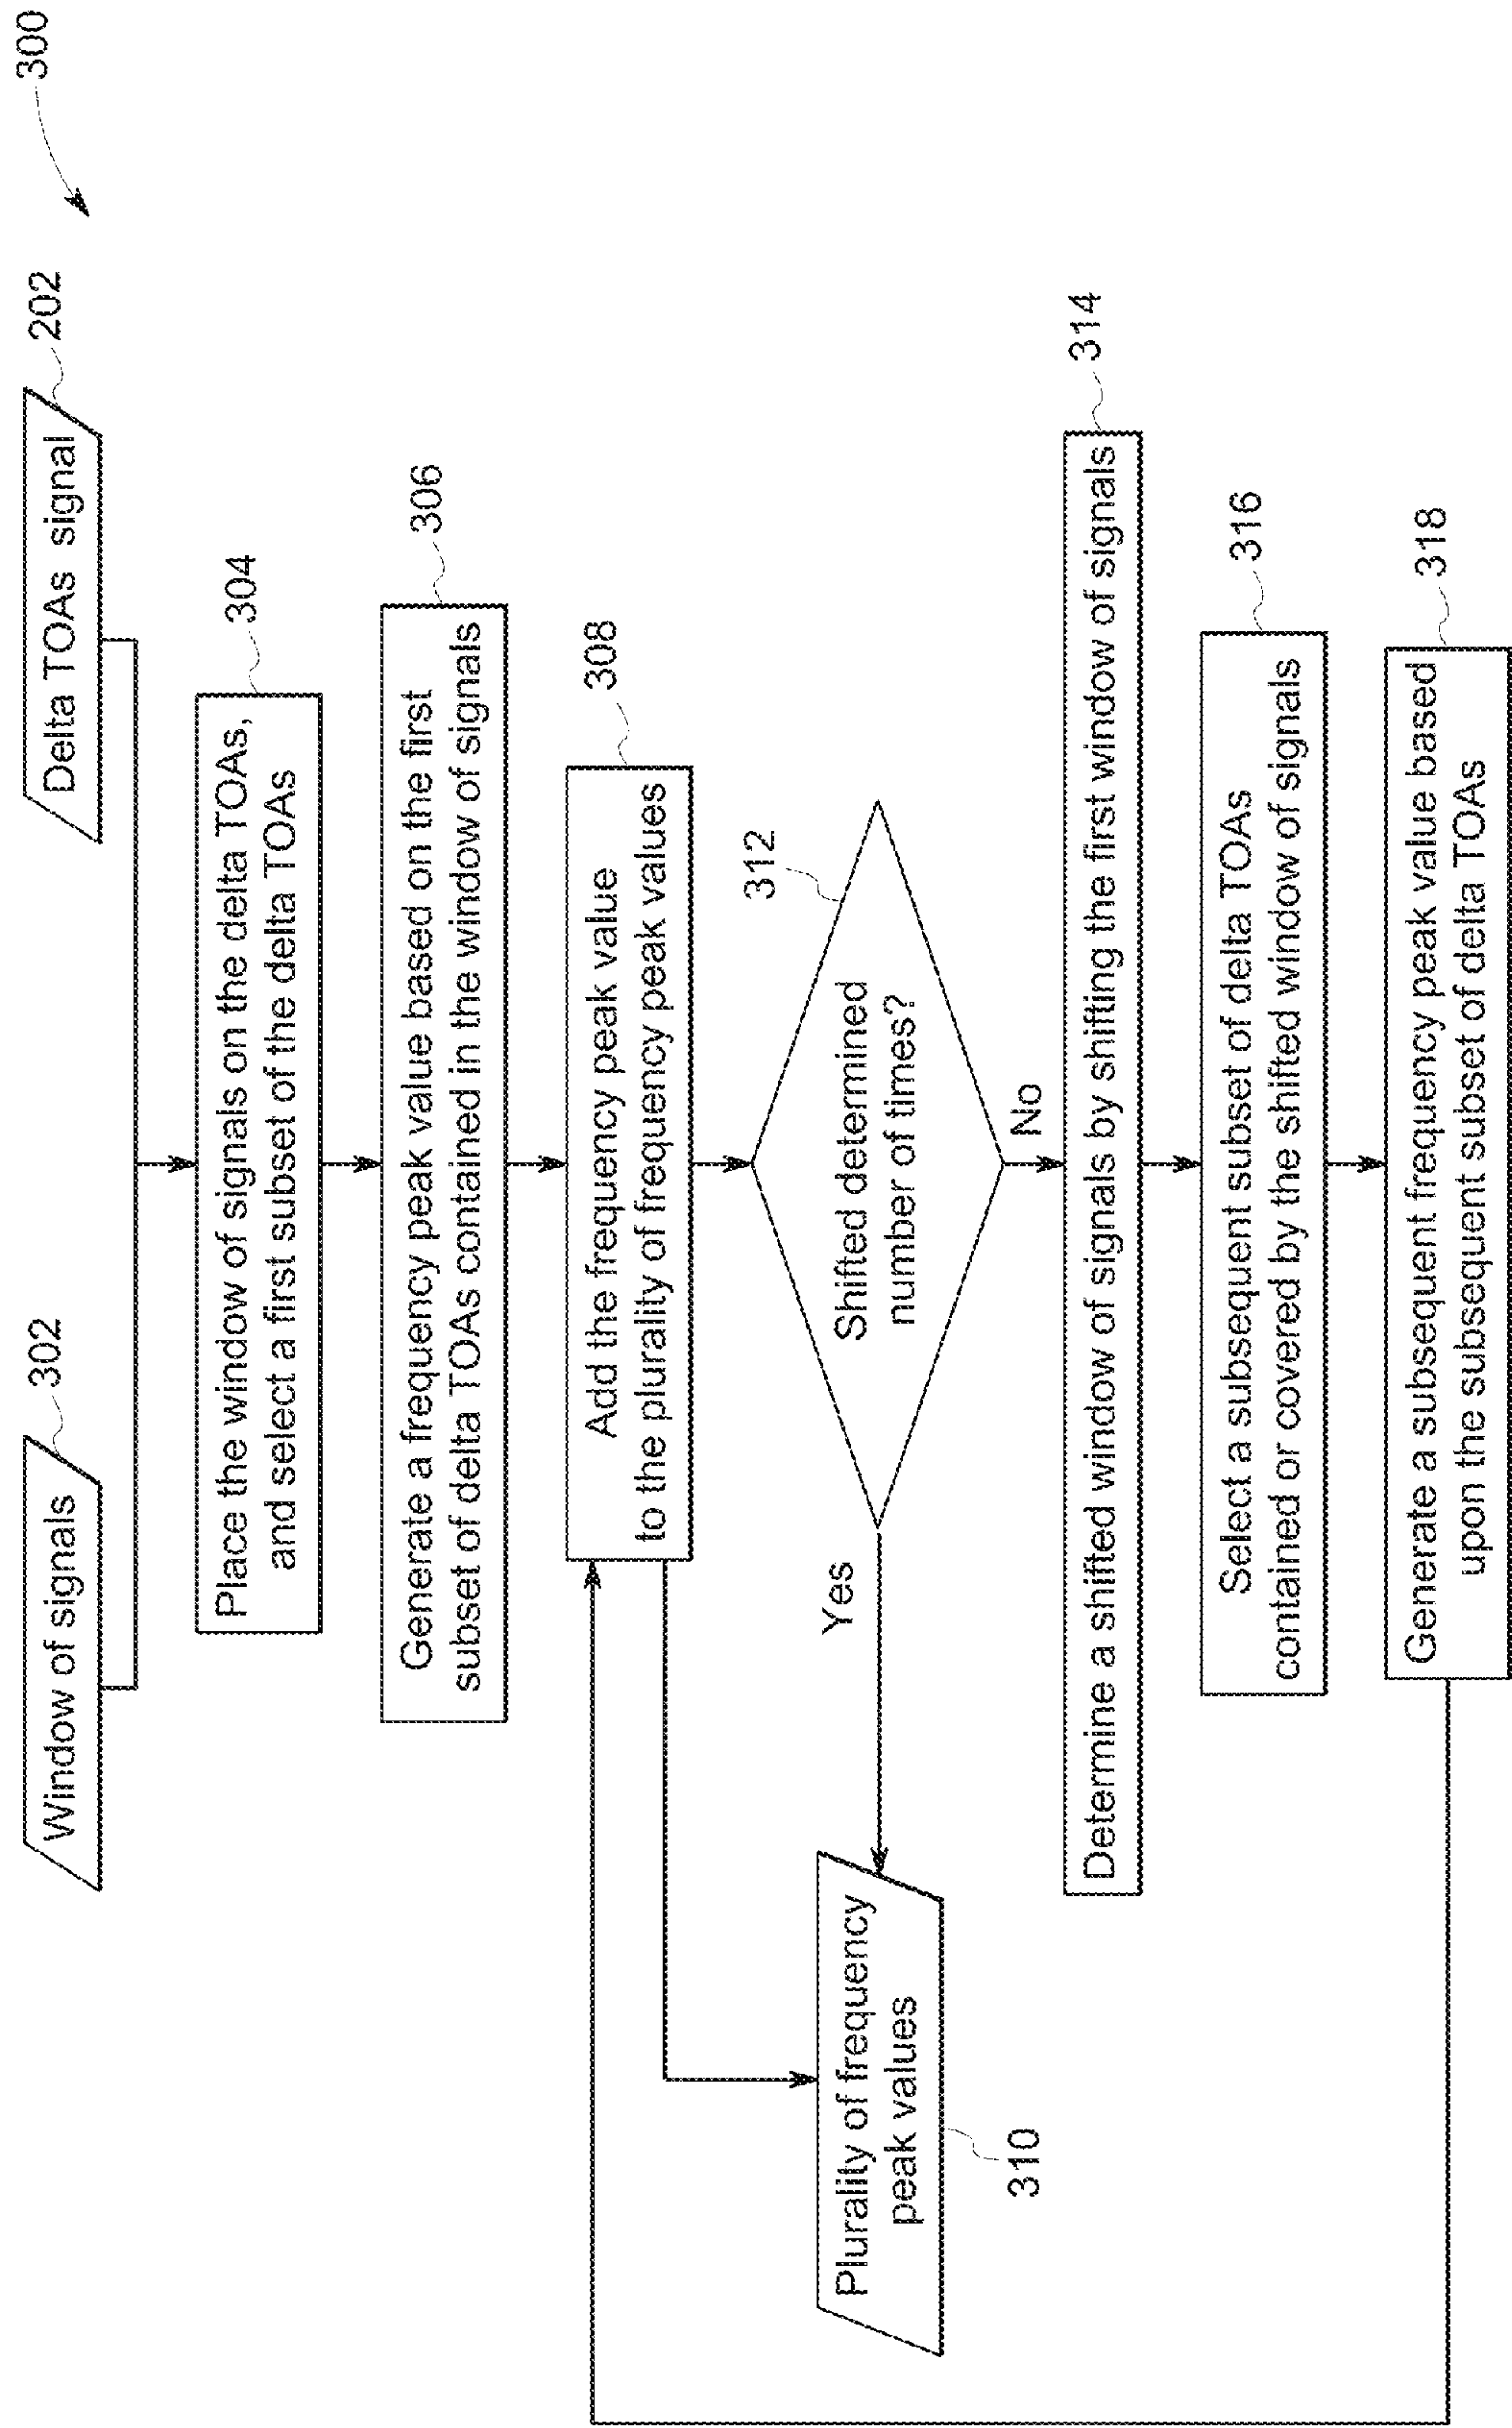 300
Window of signals
302
Delta TOAs signal
202
304
Place the window of signals on the delta TOAs,
and select a first subset of the delta TOAs
306
Generate a frequency peak value based on the first
subset of delta TOAs contained in the window of signals
308
Add the frequency peak value
to the plurality of frequency peak values
312
Shifted determined
number of times?
Yes
No
Plurality of frequency
peak values
310
314
Determine a shifted window of signals by shifting the first window of signals
316
Select a subsequent subset of delta TOAs
contained or covered by the shifted window of signals
318
Generate a subsequent frequency peak value based
upon the subsequent subset of delta TOAs